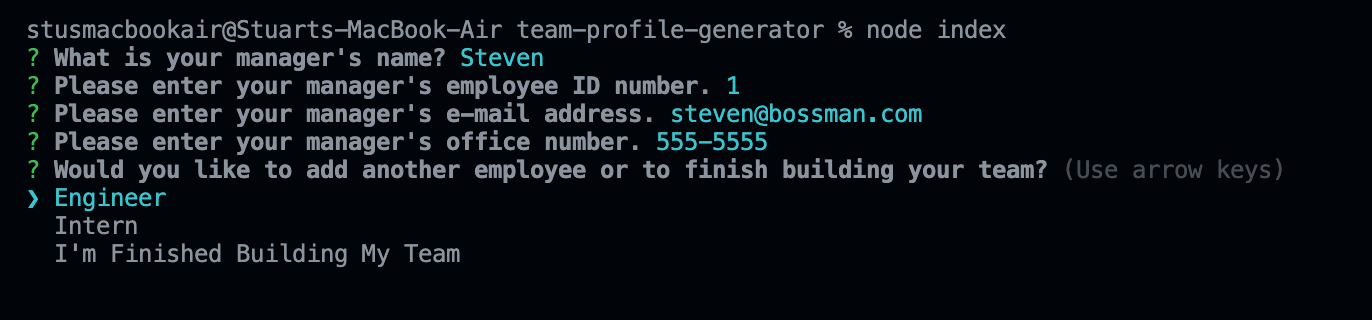 stusmacbookair@Stuarts-MacBook-Air team-profile-generator % node index
? What is your manager's name? Steven
? Please enter your manager's employee ID number. 1
? Please enter your manager's e-mail address. steven@bossman.com
? Please enter your manager's office number. 555-5555
? Would you like to add another employee or to finish building your team? (Use arrow keys)
❯ Engineer
  Intern
  I'm Finished Building My Team